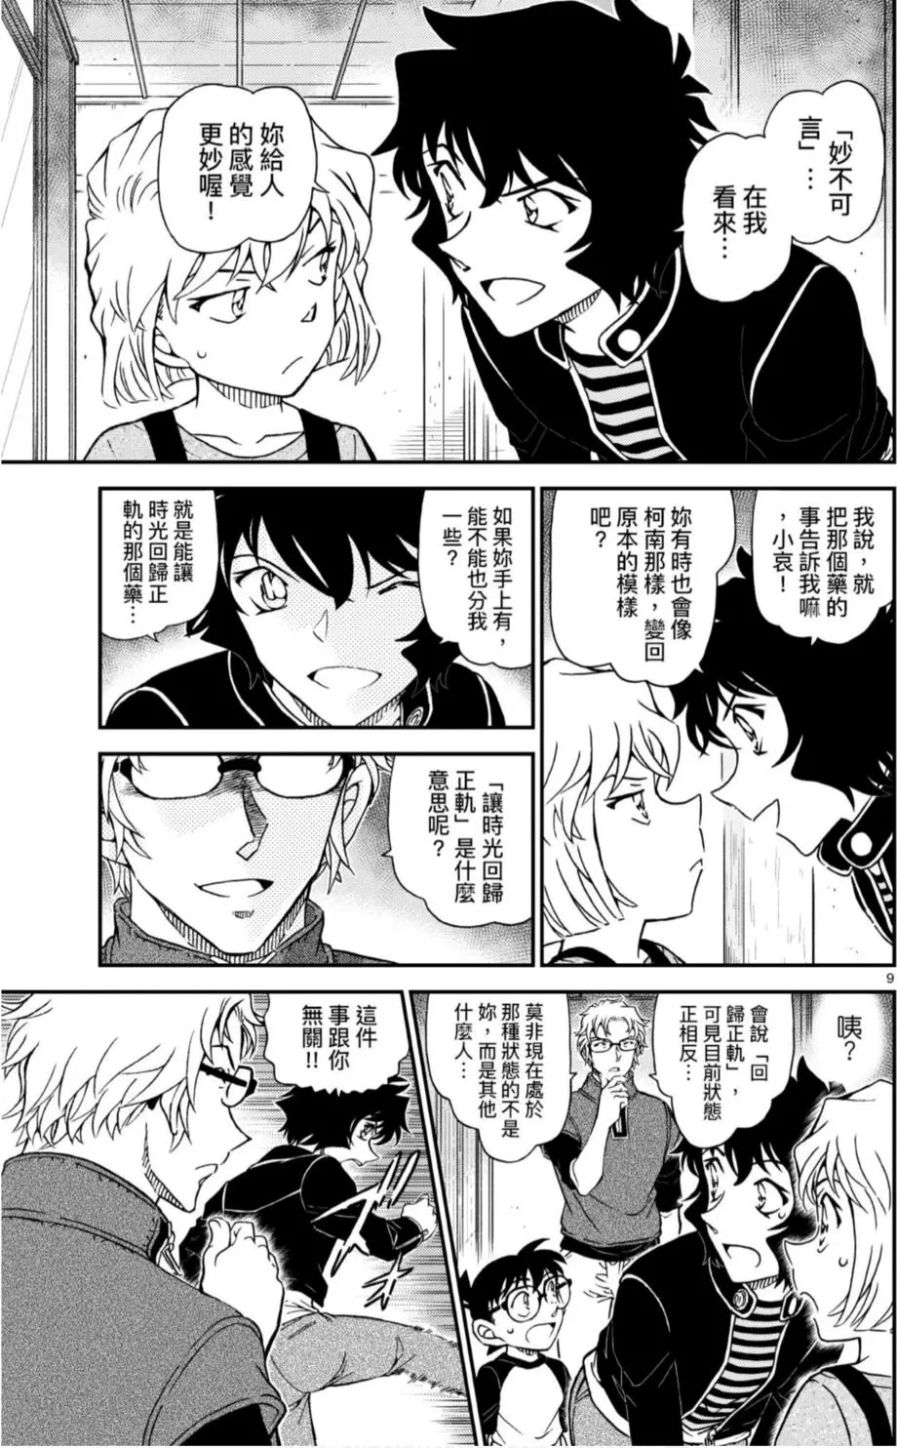 「妙不可
言」…
在我
看來…
妳給人
的感覺
更妙喔！
我說，就
把那個藥的
事告訴我嘛
，小哀！
妳有時也會像
柯南那樣，變回
原本的模樣
吧？
如果妳手上有，
能不能也分我
一些？
就是能讓
時光回歸正
軌的那個藥…
「讓時光回歸
正軌」是什麼
意思呢？
9
咦？
會說「回
歸正軌」，
可見目前狀態
正相反…
莫非現在處於
那種狀態的不是
妳，而是其他
什麼人…
這件
事跟你
無關!!